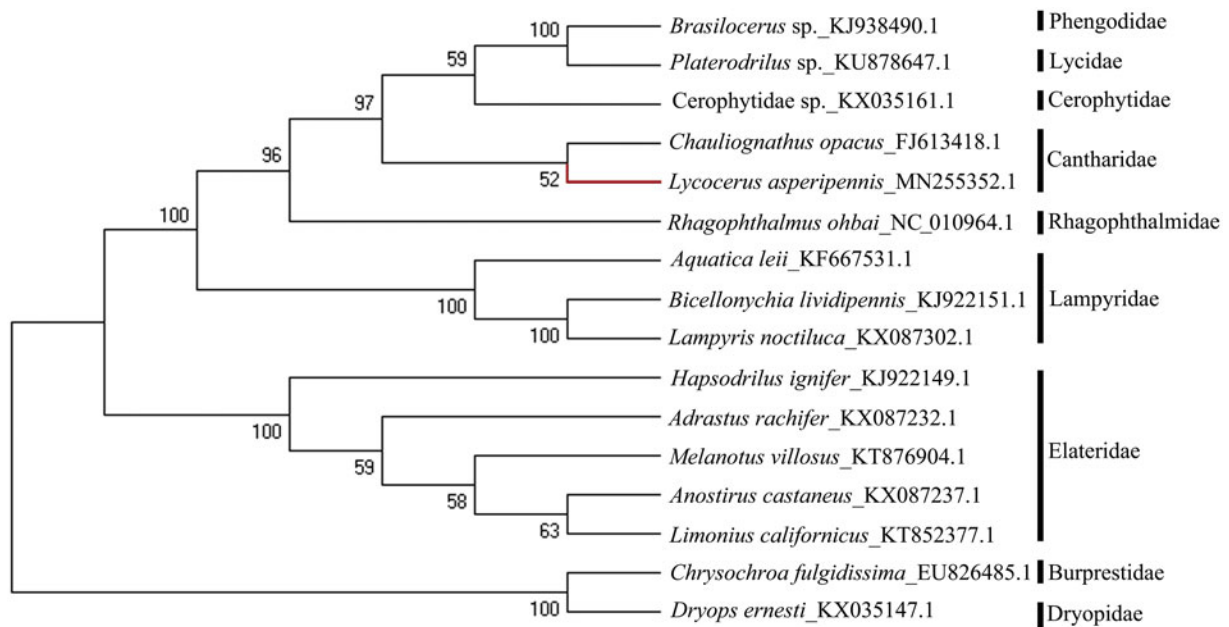 Brasilocerus sp._KJ938490.1 Phengodidae
100
Platerodrilus sp._KU878647.1 Lycidae
59
Cerophytidae sp._KX035161.1 Cerophytidae
97
Chauliognathus opacus_FJ613418.1
Cantharidae
96
52
Lycocerus asperipennis_MN255352.1
100
Rhagophthalmus ohbai_NC_010964.1 Rhagophthalmidae
Aquatica leii_KF667531.1
100
Bicellonychia lividipennis_KJ922151.1 Lampyridae
100
Lampyris noctiluca_KX087302.1
Hapsodrilus ignifer_KJ922149.1
100
Adrastus rachifer_KX087232.1
59
Melanotus villosus_KT876904.1 Elateridae
58
Anostirus castaneus_KX087237.1
63
Limonius californicus_KT852377.1
Chrysochroa fulgidissima_EU826485.1 Burprestidae
100
Dryops ernesti_KX035147.1 Dryopidae